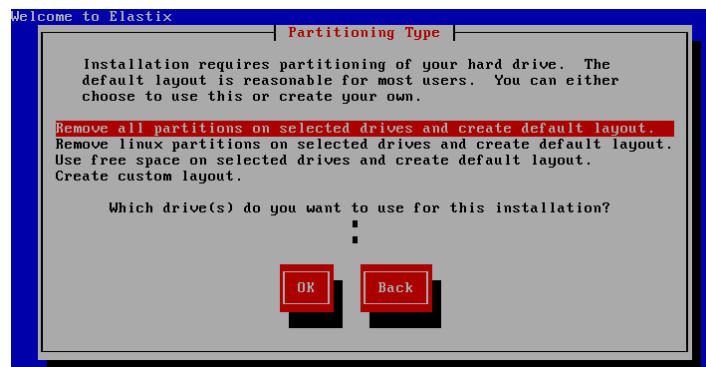 Welcome to Elastix
Partitioning Type
Installation requires partitioning of your hard drive. The
default layout is reasonable for most users. You can either
choose to use this or create your own.
Remove all partitions on selected drives and create default layout.
Remove linux partitions on selected drives and create default layout.
Use free space on selected drives and create default layout.
Create custom layout.
Which drive(s) do you want to use for this installation?
OK Back